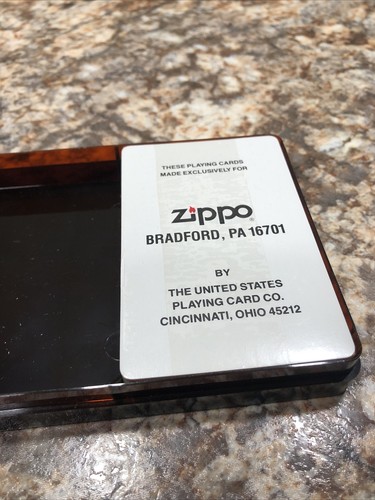 THESE PLAYING CARDS
MADE EXCLUSIVELY FOR
zippo®
BRADFORD, PA 16701
BY
THE UNITED STATES
PLAYING CARD CO.
CINCINNATI, OHIO 45212